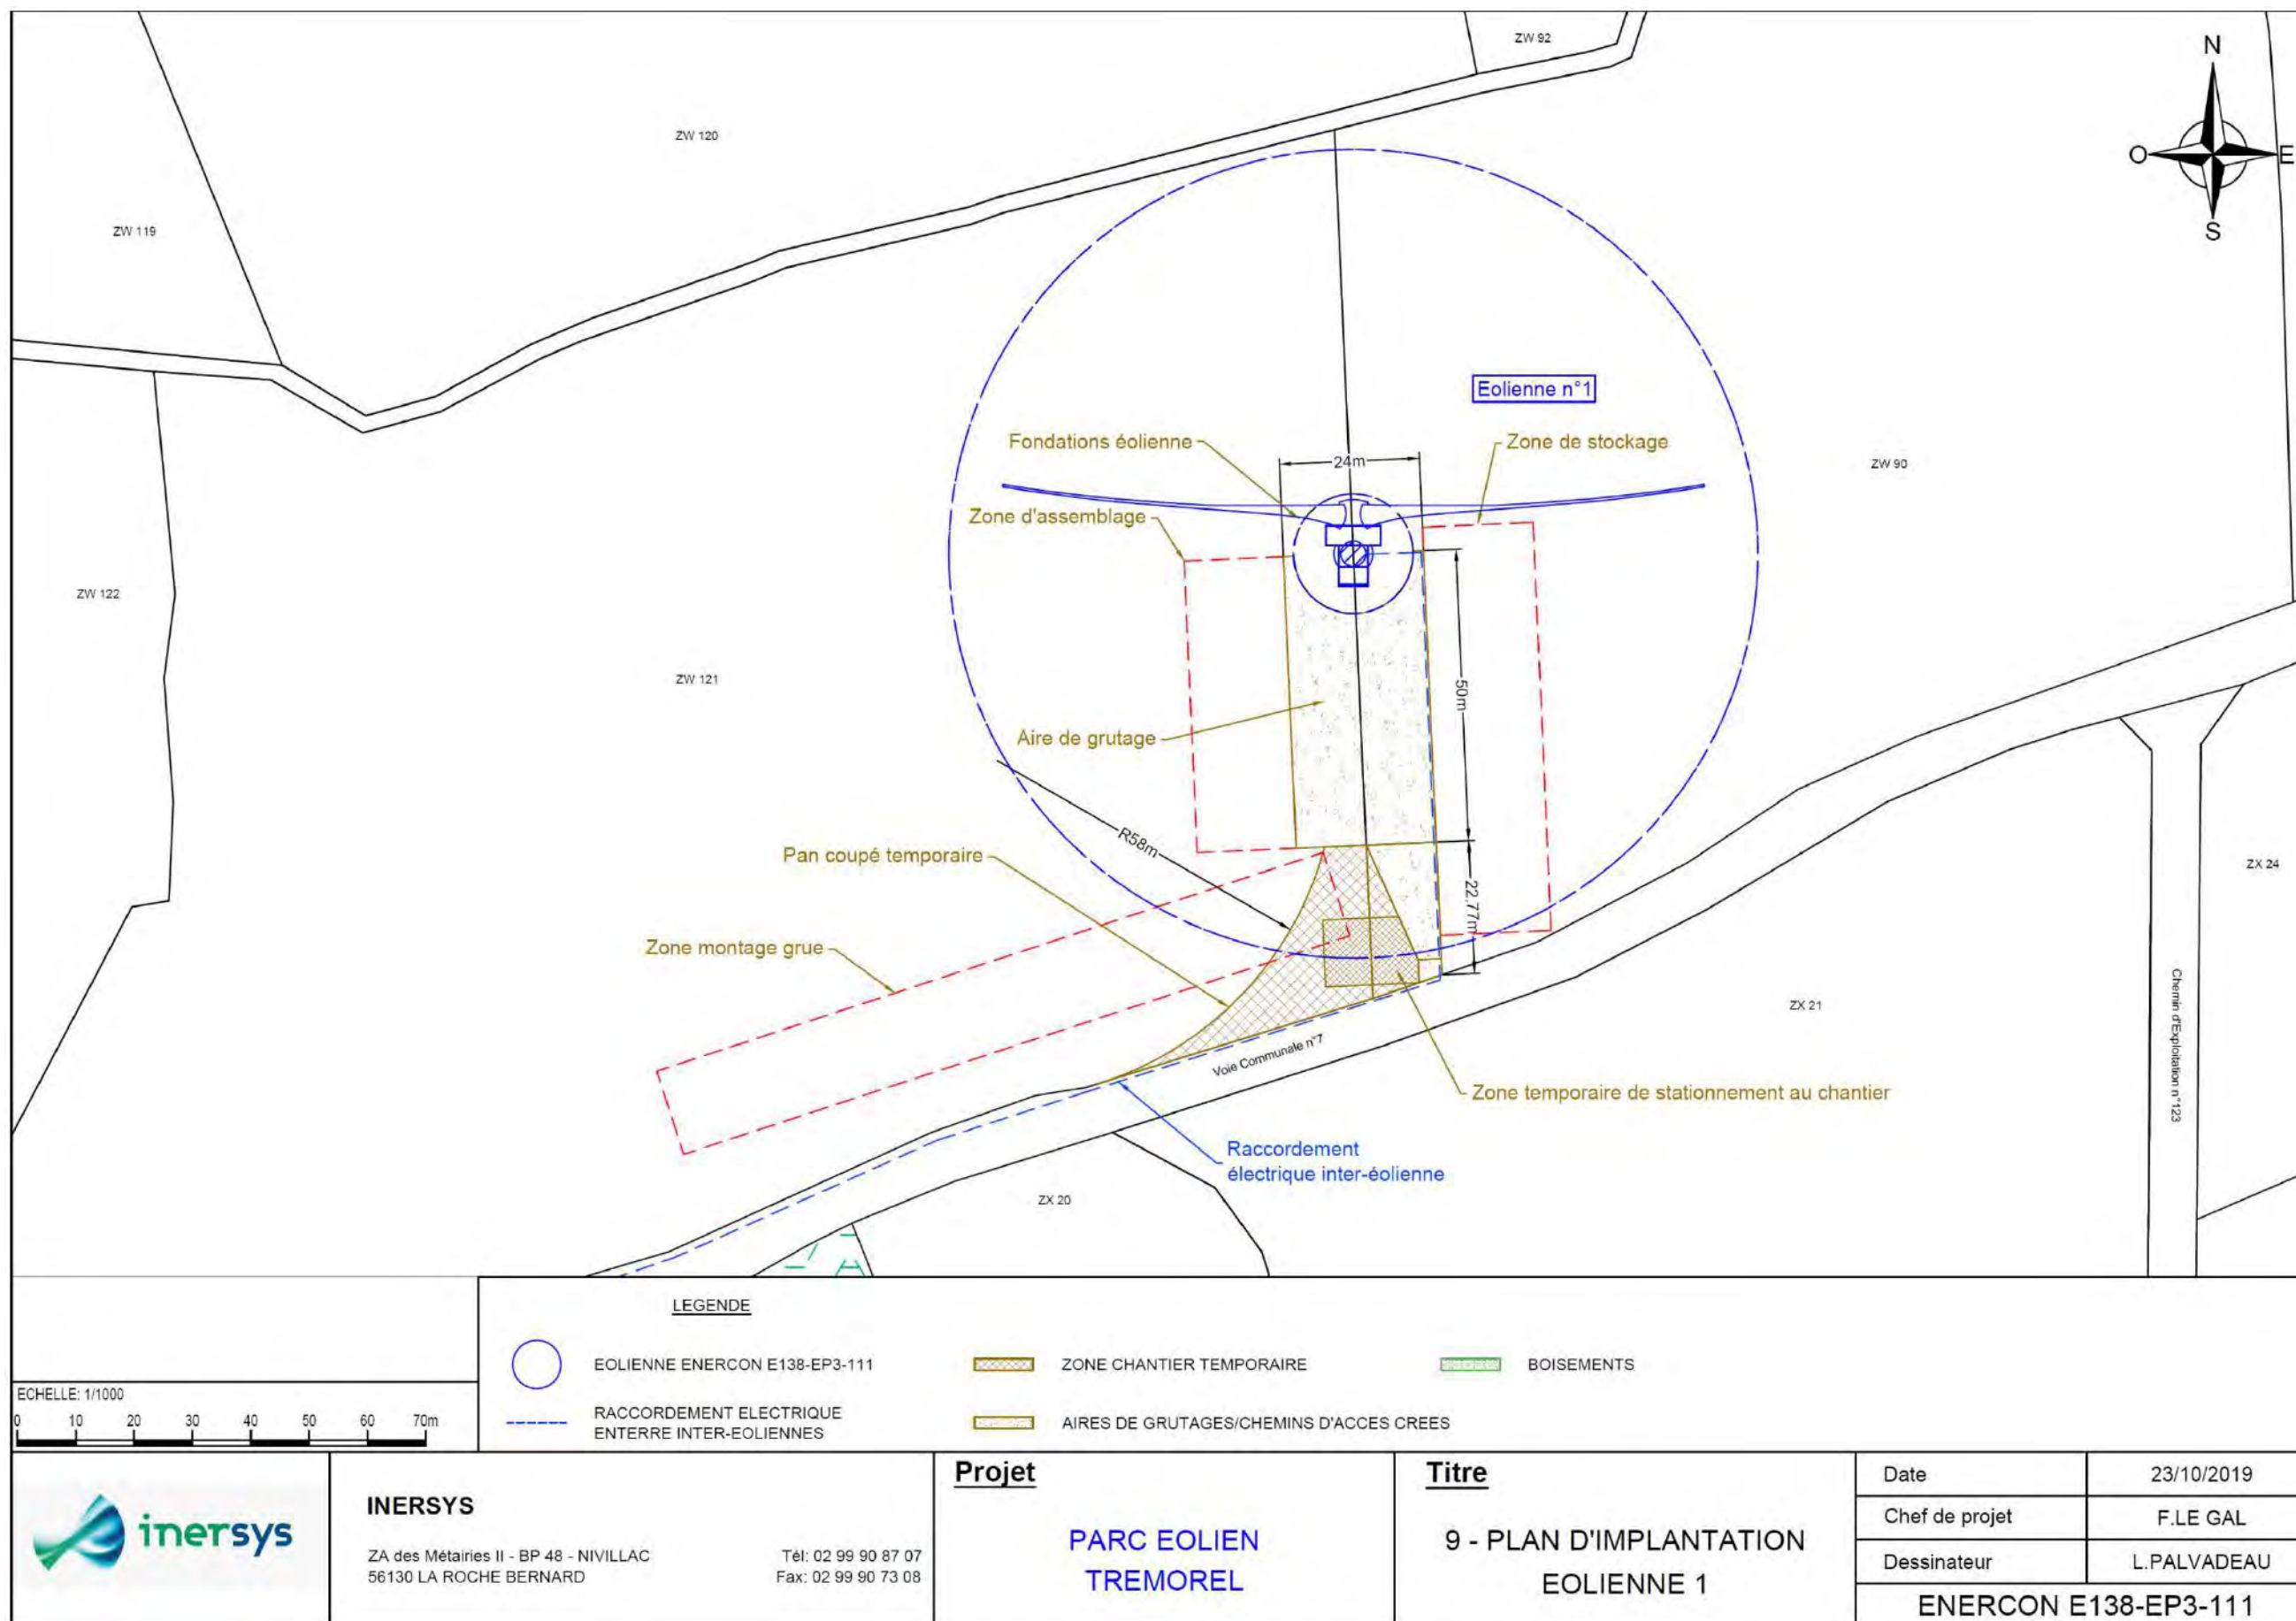 ZW 92
N
ZW 120
O
E
ZW 119
S
Eolienne n°1
Fondations éolienne
Zone de stockage
24m
ZW 90
Zone d'assemblage
ZW 122
ZW 121
50m
Aire de grutage
R58m
Pan coupé temporaire
ZX 24
22.77m
Zone montage grue
ZX 21
Chemin d'Exploitation n°123
Voie Communale n°7
Zone temporaire de stationnement au chantier
Raccordement
électrique inter-éolienne
ZX 20
LEGENDE
EOLIENNE ENERCON E138-EP3-111
ZONE CHANTIER TEMPORAIRE
BOISEMENTS
RACCORDEMENT ELECTRIQUE
ENTERRE INTER-EOLIENNES
AIRES DE GRUTAGES/CHEMINS D'ACCES CREES
ECHELLE: 1/1000
0 10 20 30 40 50 60 70m
inersys
INERSYS
ZA des Métairies II - BP 48 - NIVILLAC
56130 LA ROCHE BERNARD
Tél: 02 99 90 87 07
Fax: 02 99 90 73 08
Projet
PARC EOLIEN
TREMOREL
Titre
9 - PLAN D'IMPLANTATION
EOLIENNE 1
Date 23/10/2019
Chef de projet F.LE GAL
Dessinateur L.PALVADEAU
ENERCON E138-EP3-111